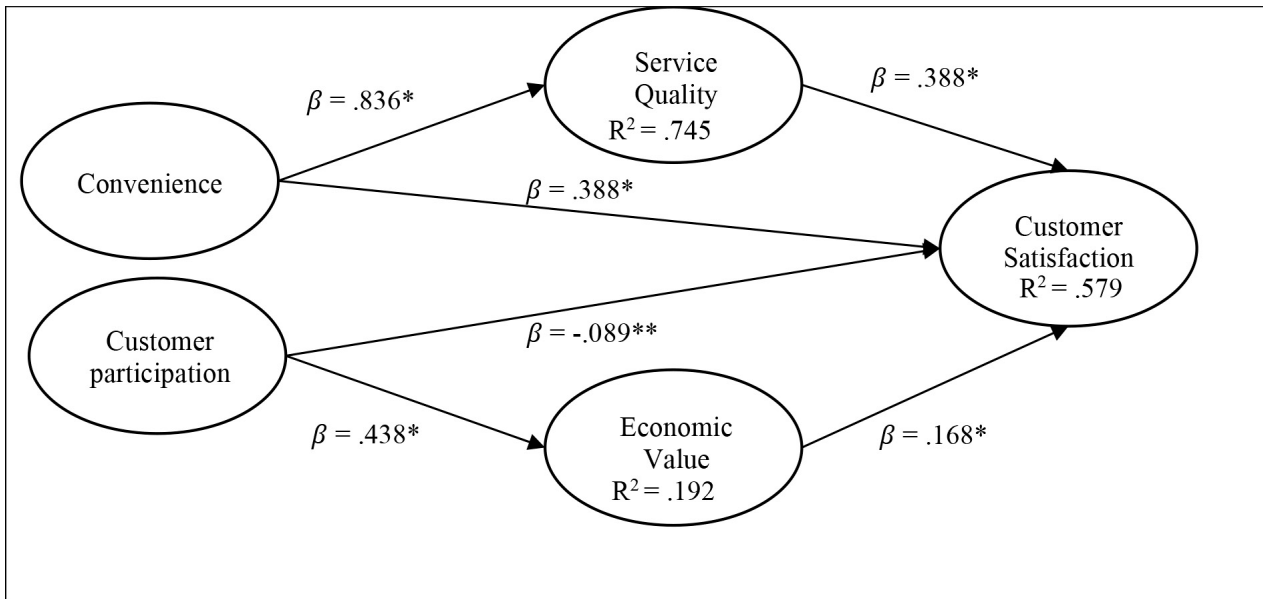 Service
Quality
R² = .745
β = .836*
β = .388*
Convenience
β = .388*
Customer
Satisfaction
R² = .579
Customer
participation
β = -.089**
β = .438*
Economic
Value
R² = .192
β = .168*